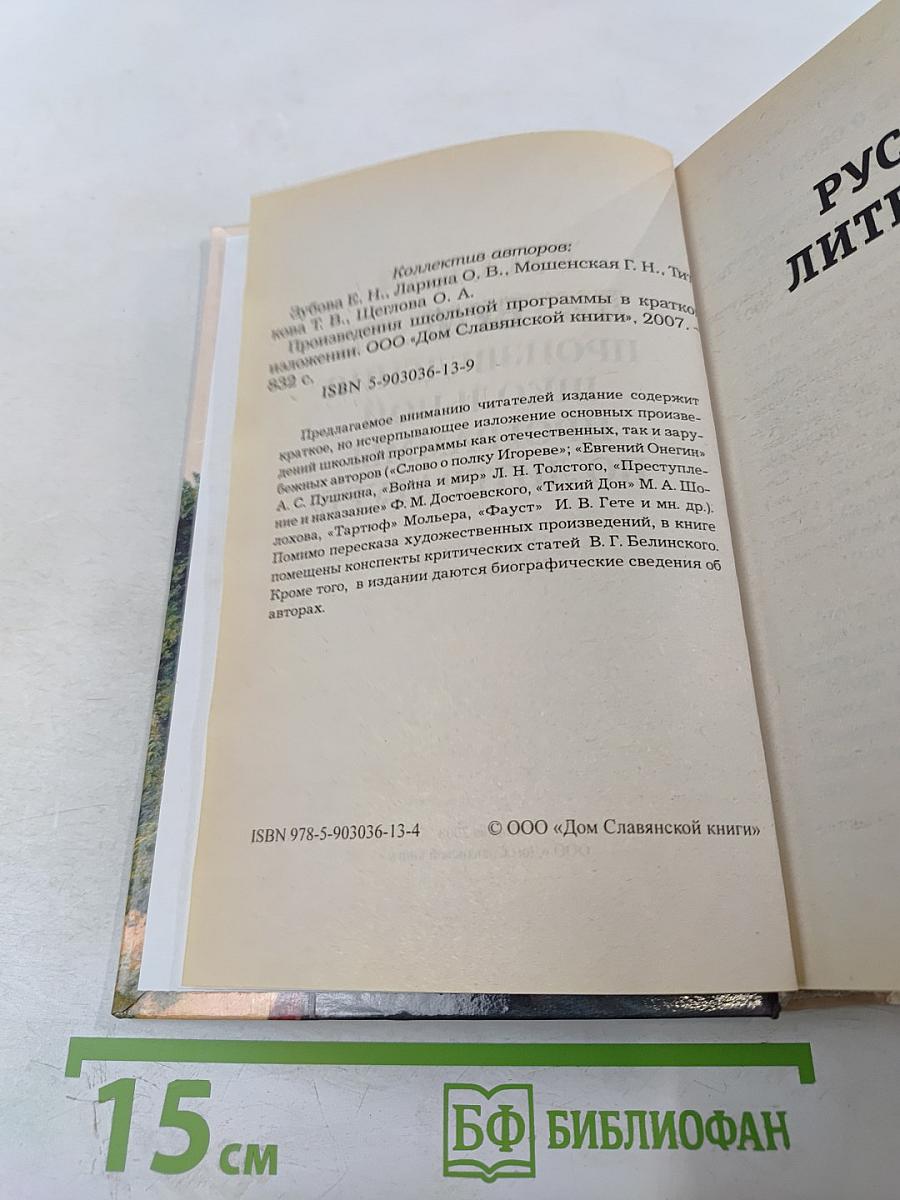 Коллектив авторов:
Зубова Е. Н., Ларина О. В., Мошенская Г. Н., Тит
кова Т. В., Щеглова О. А.
Произведения школьной программы в кратко
изложении. ООО «Дом Славянской книги», 2007. –
832 с.
ISBN 5-903036-13-9
Предлагаемое вниманию читателей издание содержит
краткое, но исчерпывающее изложение основных произве-
дений школьной программы как отечественных, так и зару-
бежных авторов («Слово о полку Игореве»; «Евгений Онегин»
А. С. Пушкина, «Война и мир» Л. Н. Толстого, «Преступле-
ние и наказание» Ф. М. Достоевского, «Тихий Дон» М. А. Шо-
лохова, «Тартюф» Мольера, «Фауст» И. В. Гете и мн. др.).
Помимо пересказа художественных произведений, в книге
помещены конспекты критических статей В. Г. Белинского.
Кроме того, в издании даются биографические сведения об
авторах.
ISBN 978-5-903036-13-4 © ООО «Дом Славянской книги»
РУС
ЛИТЕ
15 см
БФ БИБЛИОФАН